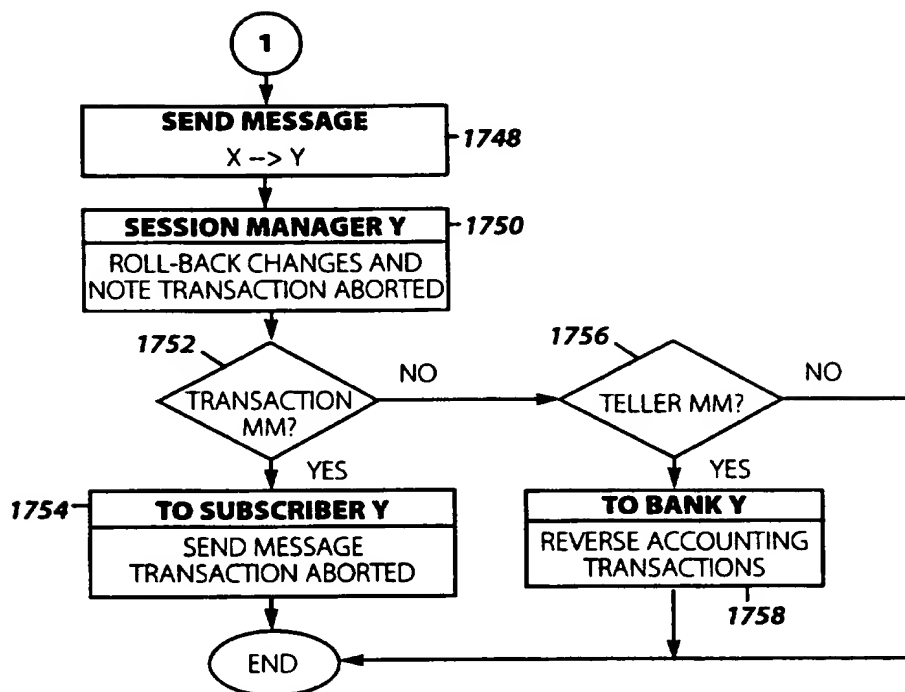 1
SEND MESSAGE
X --> Y
1748
SESSION MANAGER Y
1750
ROLL-BACK CHANGES AND
NOTE TRANSACTION ABORTED
1752
TRANSACTION
MM?
NO
1756
TELLER MM?
NO
YES
YES
1754
TO SUBSCRIBER Y
SEND MESSAGE
TRANSACTION ABORTED
TO BANK Y
REVERSE ACCOUNTING
TRANSACTIONS
1758
END